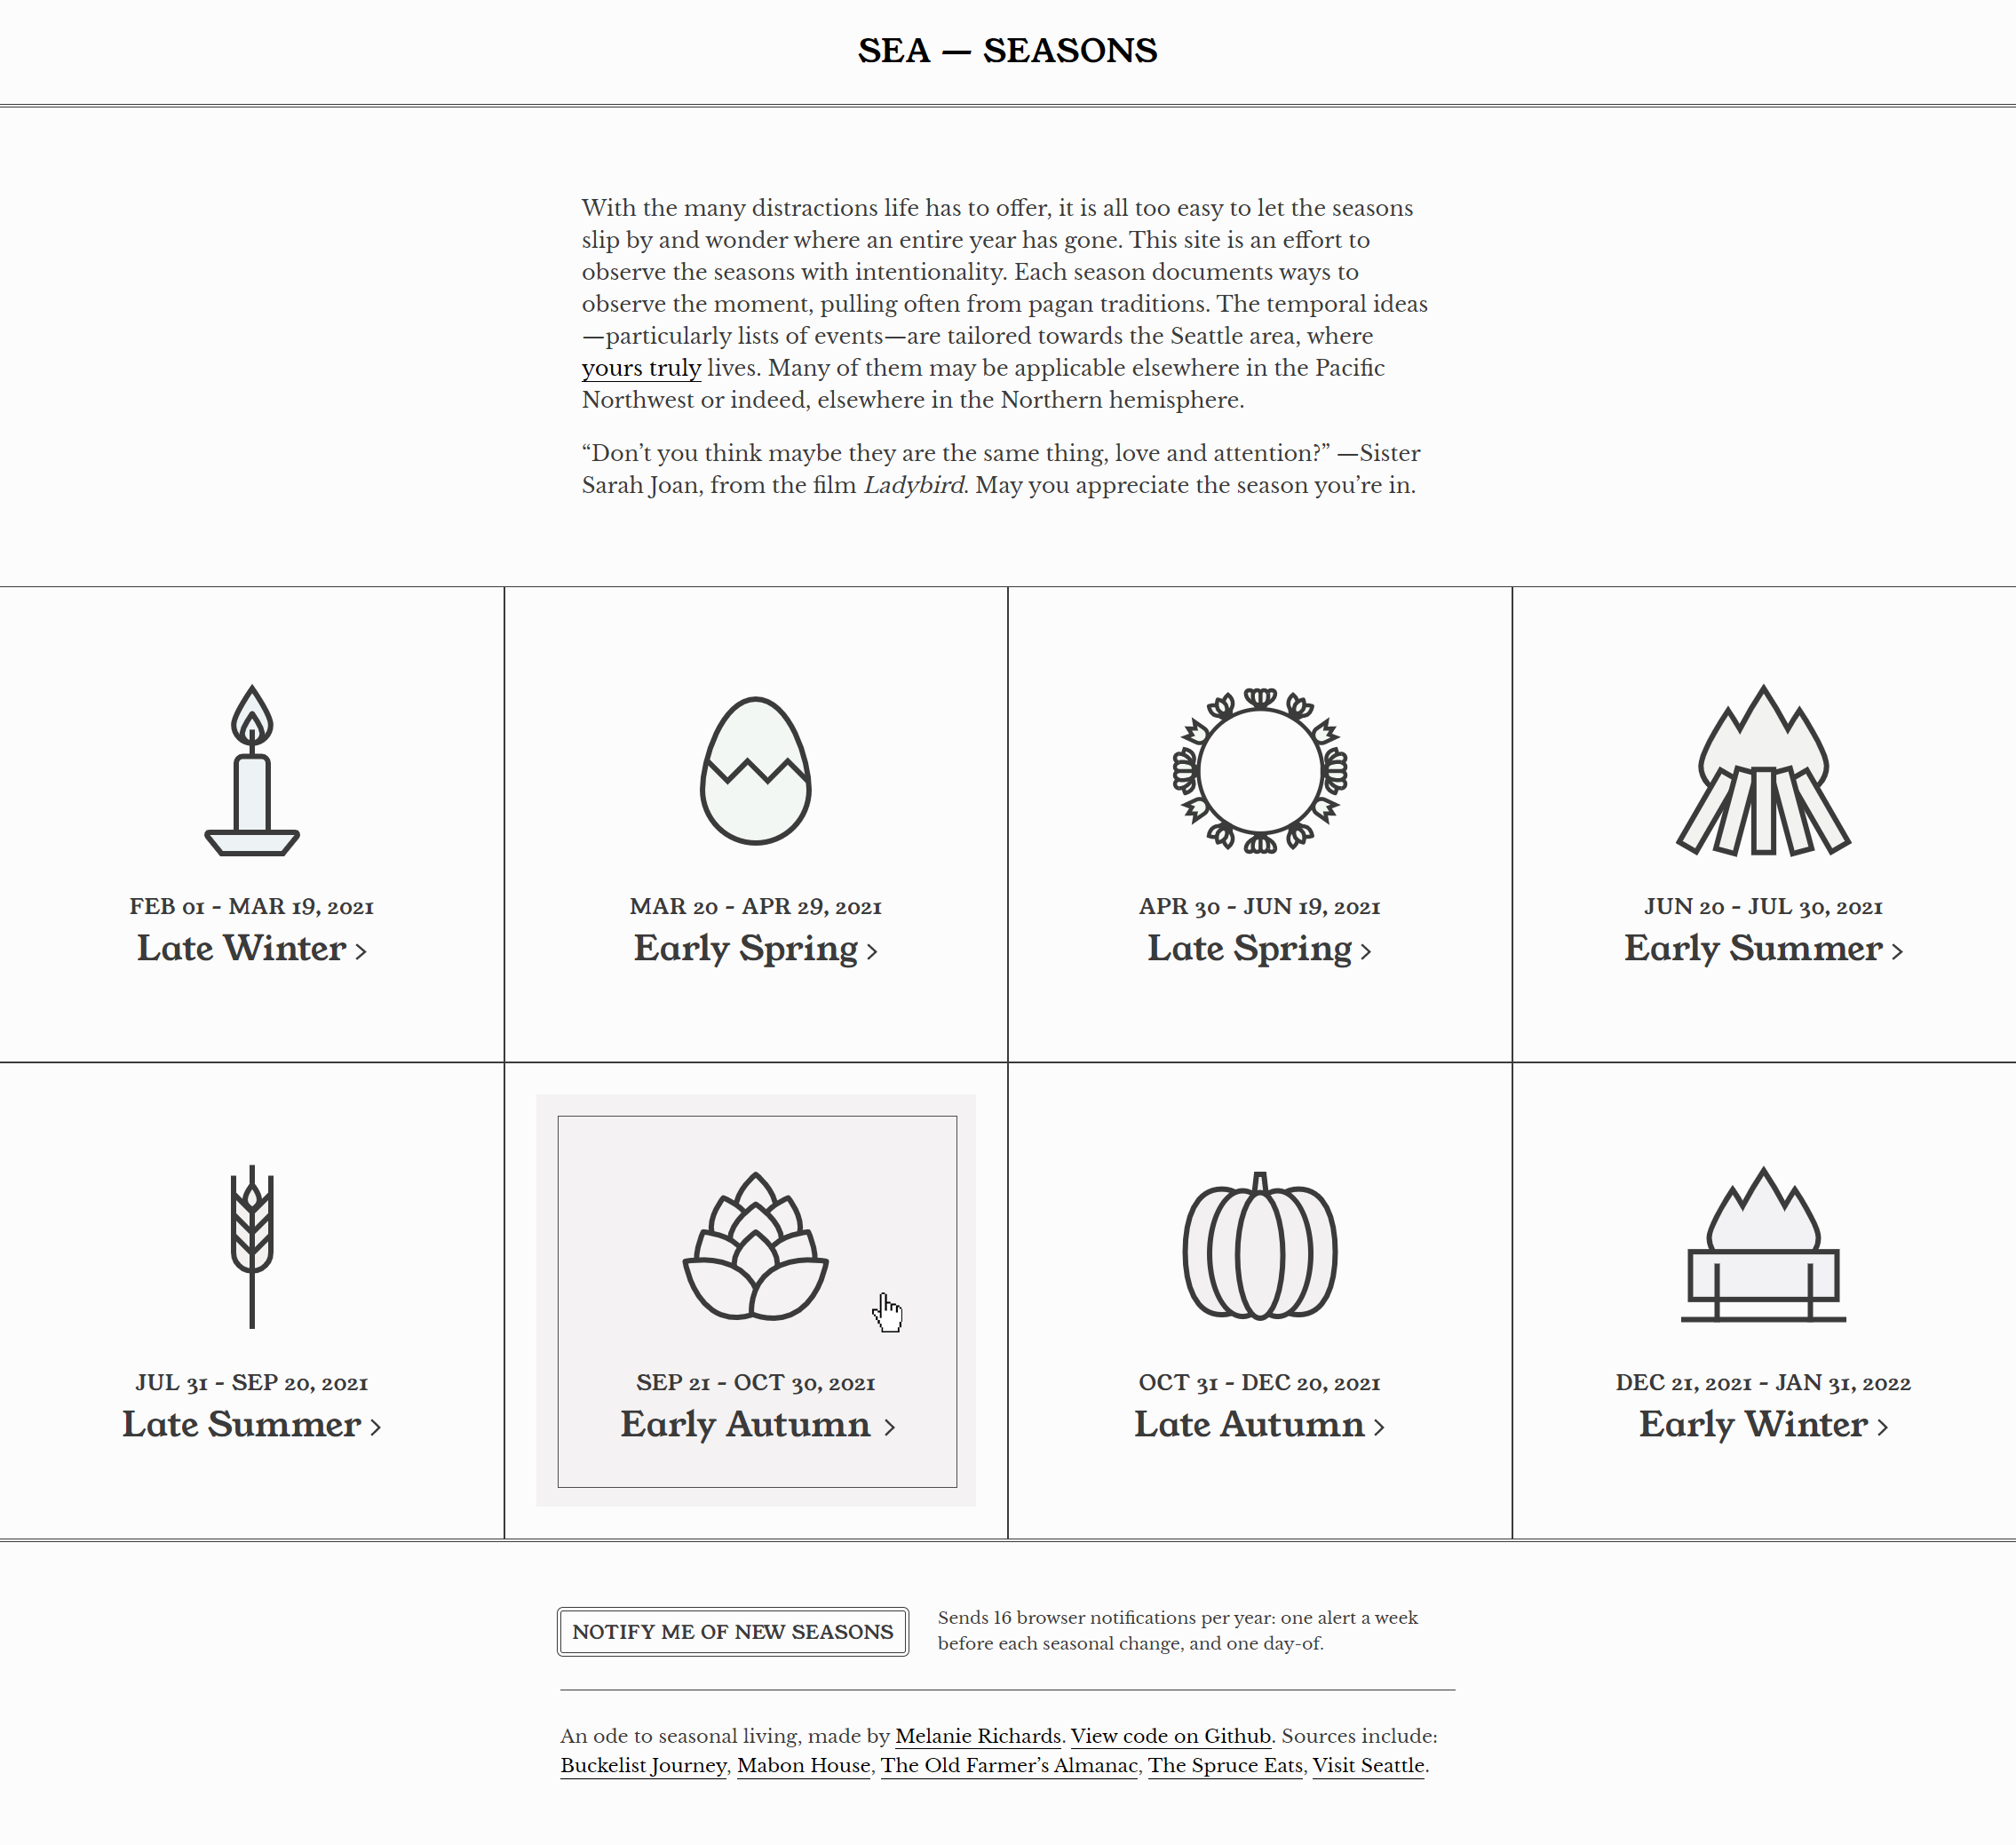 SEA — SEASONS
With the many distractions life has to offer, it is all too easy to let the seasons
slip by and wonder where an entire year has gone. This site is an effort to
observe the seasons with intentionality. Each season documents ways to
observe the moment, pulling often from pagan traditions. The temporal ideas
—particularly lists of events—are tailored towards the Seattle area, where
yours truly lives. Many of them may be applicable elsewhere in the Pacific
Northwest or indeed, elsewhere in the Northern hemisphere.
“Don’t you think maybe they are the same thing, love and attention?” —Sister
Sarah Joan, from the film Ladybird. May you appreciate the season you’re in.
FEB 01 - MAR 19, 2021
Late Winter >
MAR 20 - APR 29, 2021
Early Spring >
APR 30 - JUN 19, 2021
Late Spring >
JUN 20 - JUL 30, 2021
Early Summer >
JUL 31 - SEP 20, 2021
Late Summer >
SEP 21 - OCT 30, 2021
Early Autumn >
OCT 31 - DEC 20, 2021
Late Autumn >
DEC 21, 2021 - JAN 31, 2022
Early Winter >
NOTIFY ME OF NEW SEASONS
Sends 16 browser notifications per year: one alert a week
before each seasonal change, and one day-of.
An ode to seasonal living, made by Melanie Richards. View code on Github. Sources include:
Buckelist Journey, Mabon House, The Old Farmer’s Almanac, The Spruce Eats, Visit Seattle.